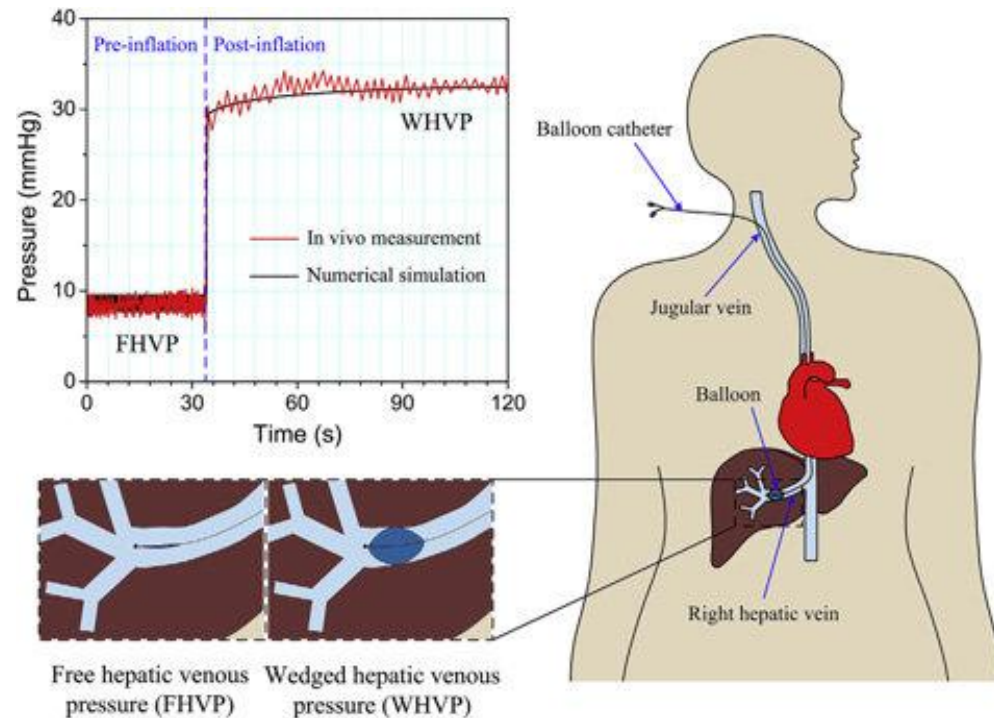 40
30
20
10
0
Pressure (mmHg)
Pre-inflation
Post-inflation
WHVP
In vivo measurement
Numerical simulation
FHVP
0 30 60 90 120
Time (s)
Balloon catheter
Jugular vein
Balloon
Right hepatic vein
Free hepatic venous
pressure (FHVP)
Wedged hepatic venous
pressure (WHVP)